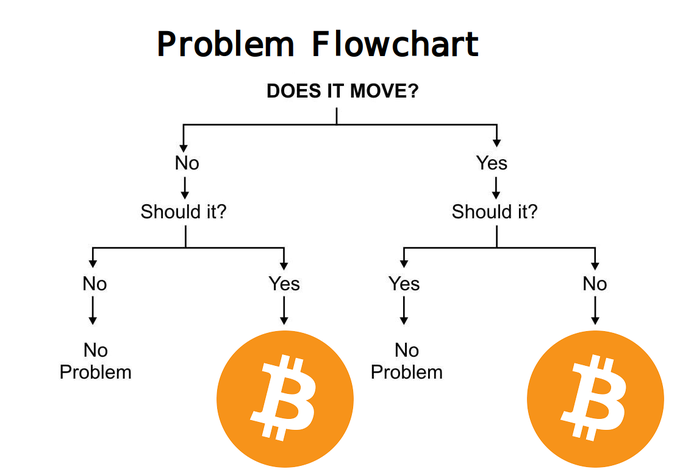 Problem Flowchart
DOES IT MOVE?
No
Yes
Should it?
Should it?
No
Yes
Yes
No
No
Problem
No
Problem